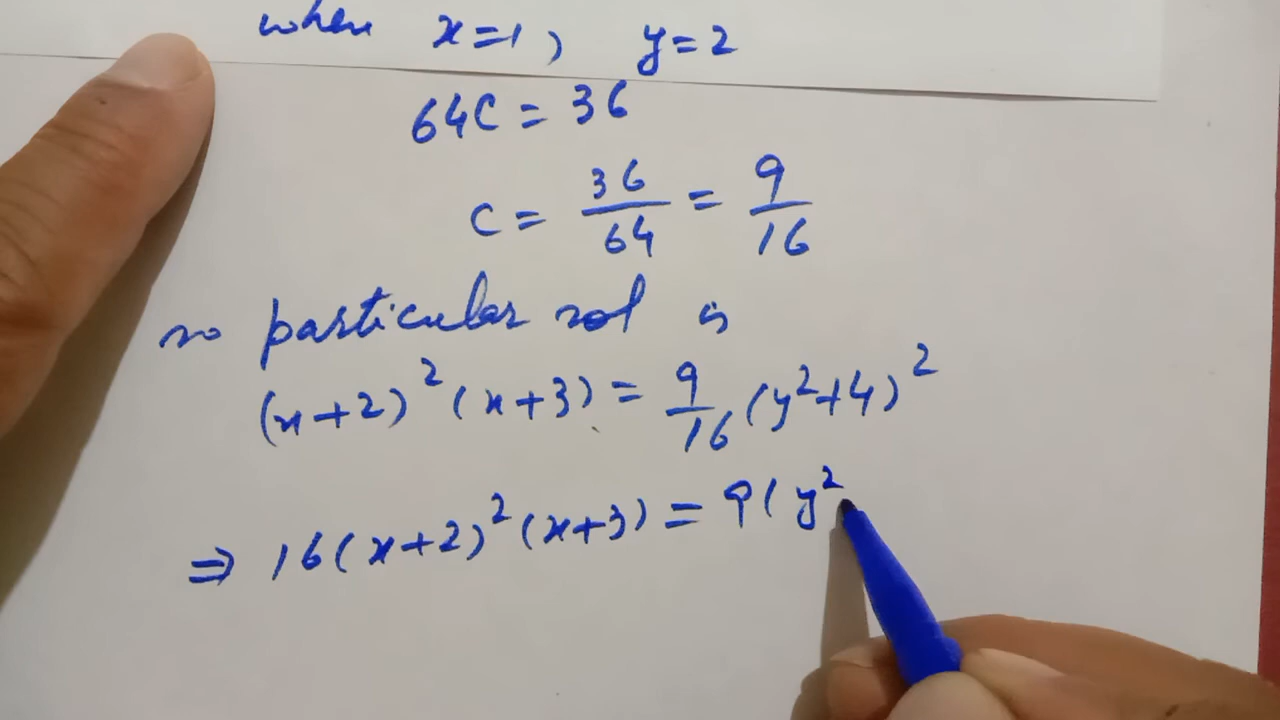 when x=1, y=2
64C = 36
C = 36/64 = 9/16
so particular sol is
(x+2)²(x+3) = 9/16 (y²+4)²
⇒ 16(x+2)²(x+3) = 9(y²